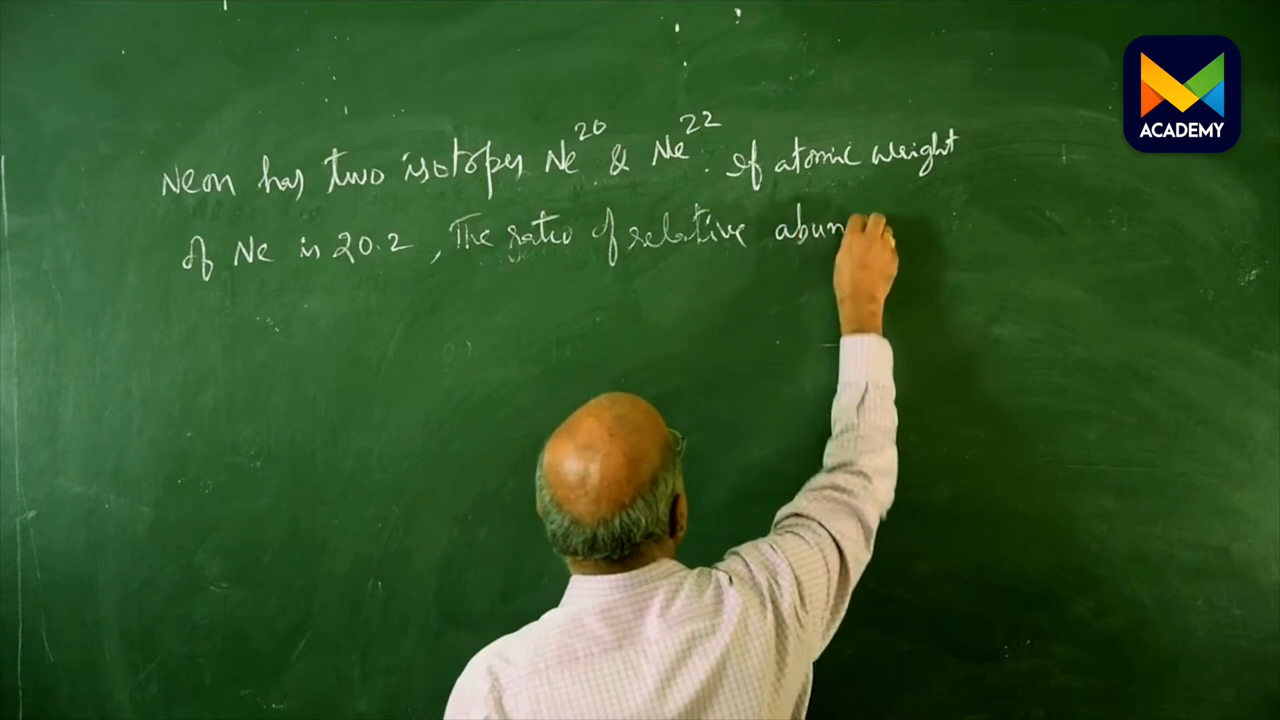 Neon has two isotopes Ne²⁰ & Ne²². If atomic weight
of Ne is 20.2, The ratio of relative abun
ACADEMY